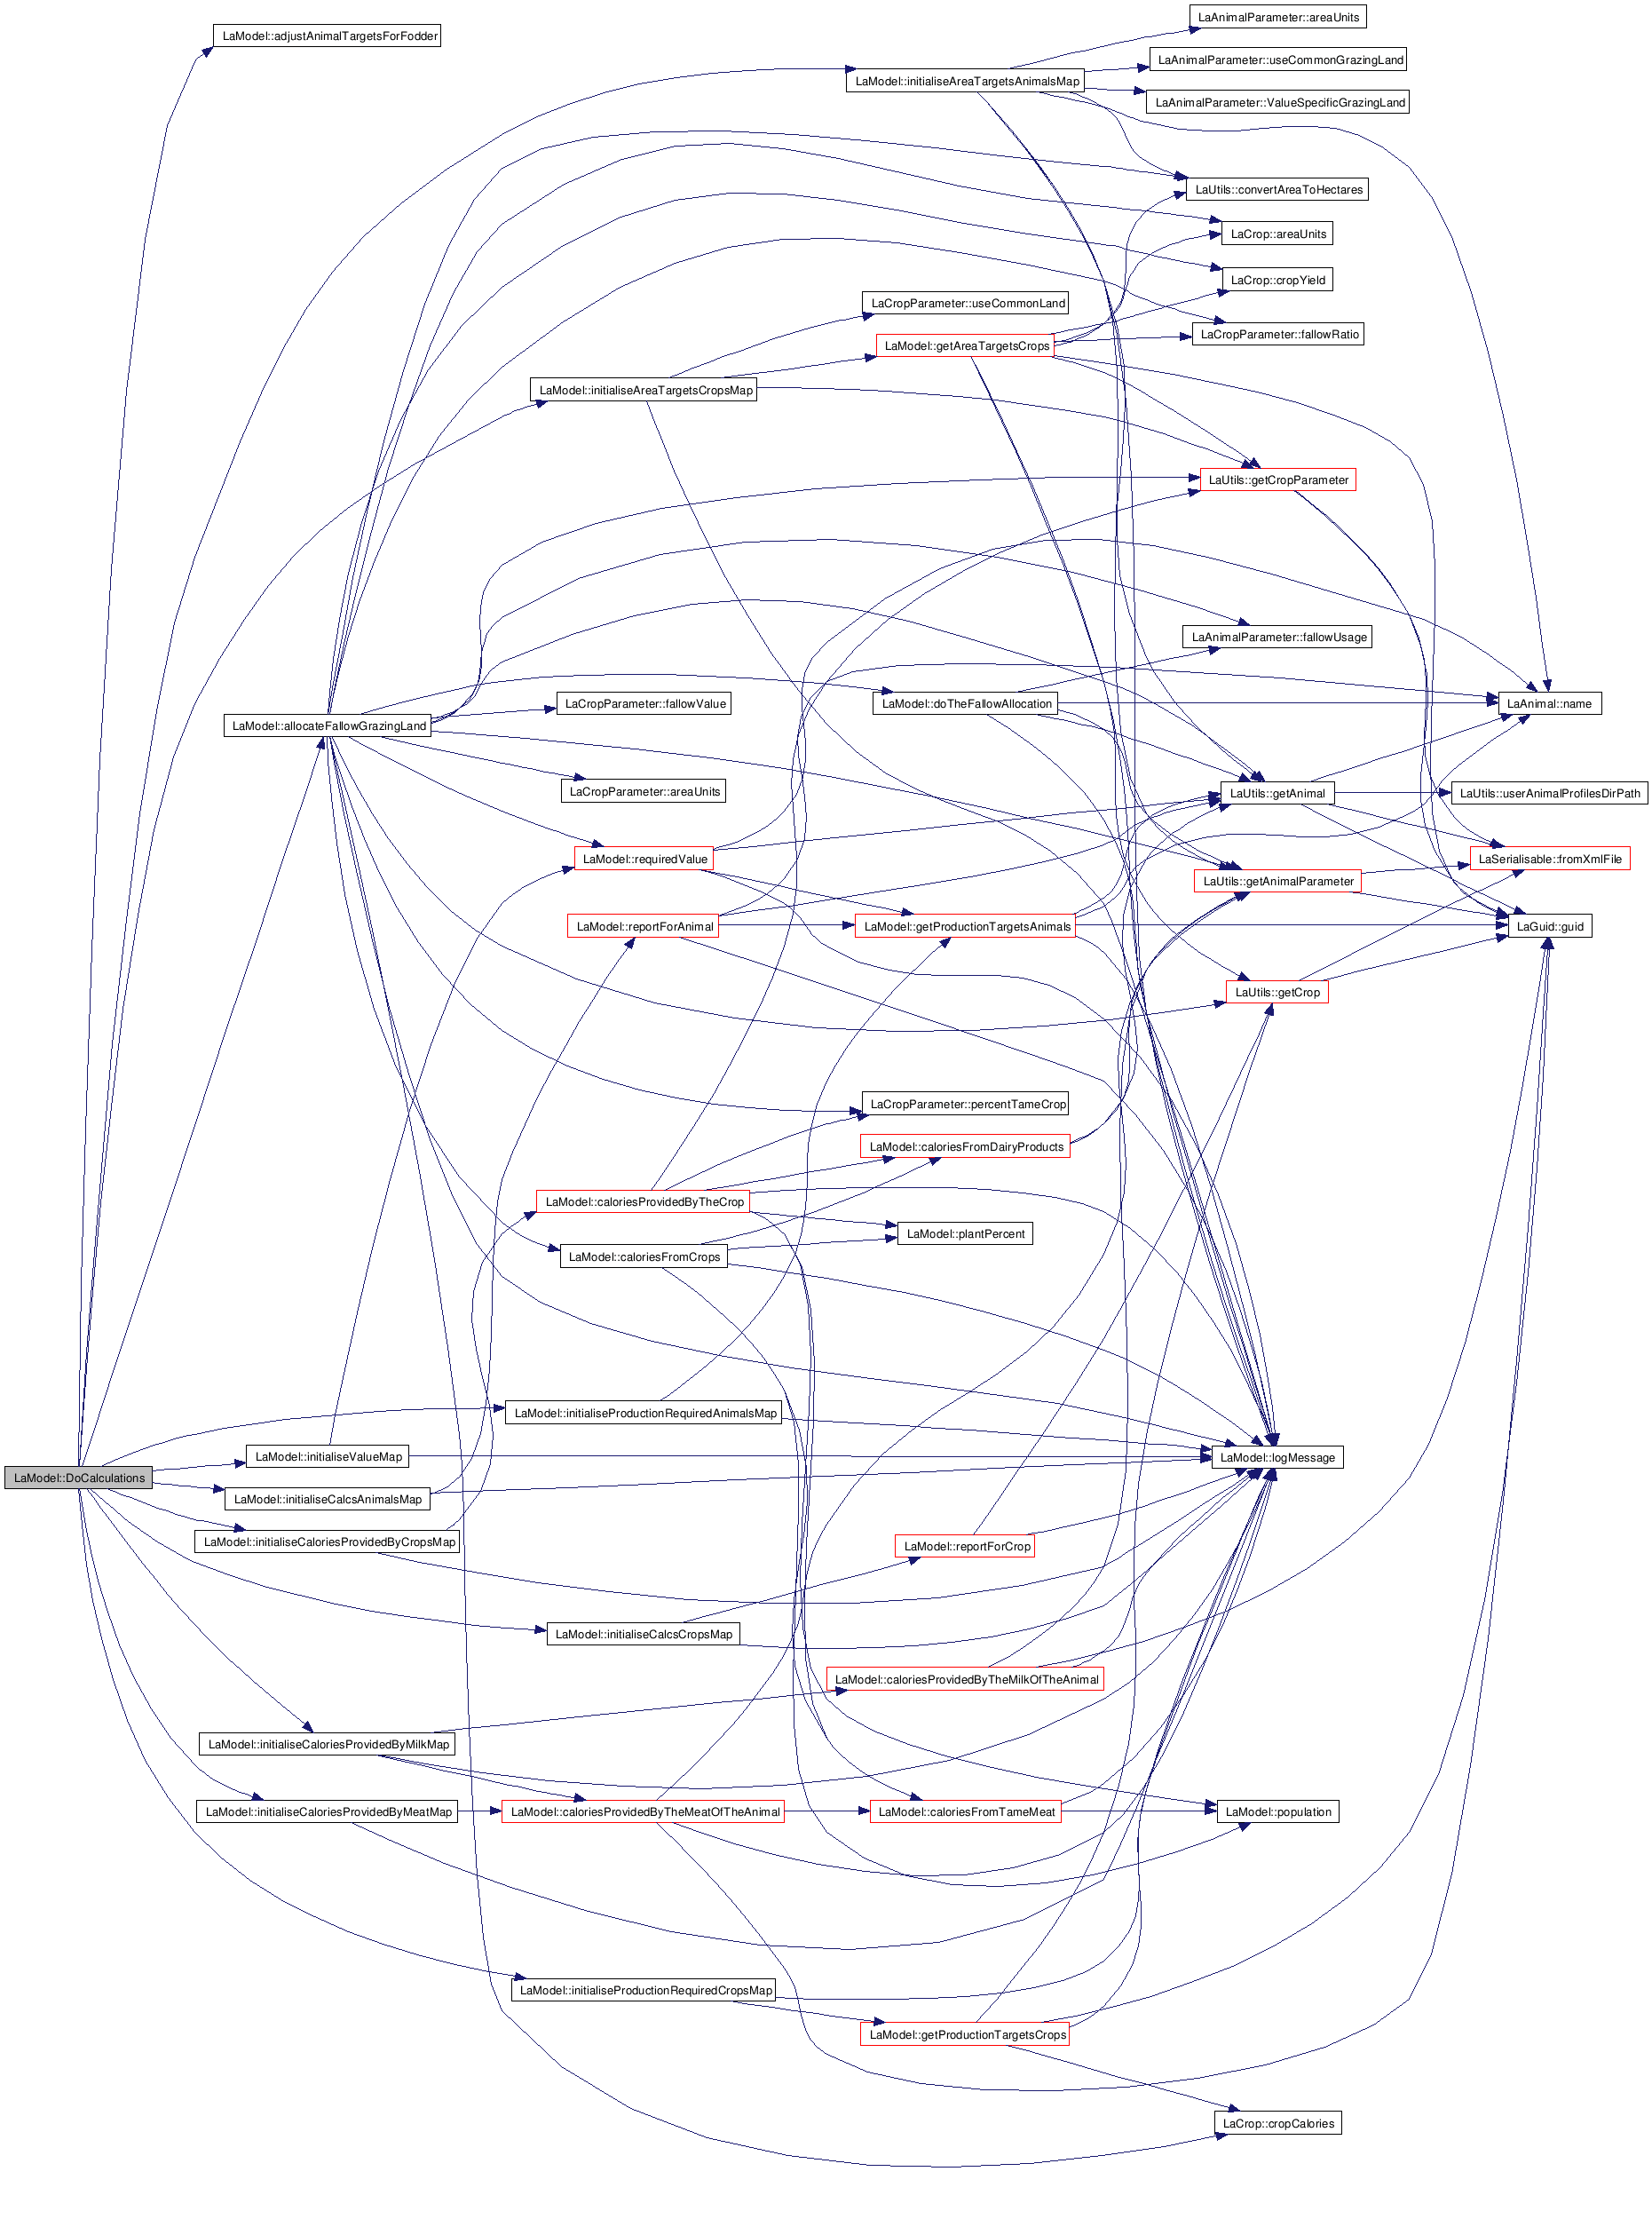 LaAnimalParameter::areaUnits
LaModel::adjustAnimalTargetsForFodder
LaAnimalParameter::useCommonGrazingLand
LaModel::initialiseAreaTargetsAnimalsMap
LaAnimalParameter::ValueSpecificGrazingLand
LaUtils::convertAreaToHectares
LaCrop::areaUnits
LaCrop::cropYield
LaCropParameter::useCommonLand
LaCropParameter::fallowRatio
LaModel::getAreaTargetsCrops
LaModel::initialiseAreaTargetsCropsMap
LaUtils::getCropParameter
LaAnimalParameter::fallowUsage
LaCropParameter::fallowValue
LaModel::doTheFallowAllocation
LaAnimal::name
LaModel::allocateFallowGrazingLand
LaCropParameter::areaUnits
LaUtils::getAnimal
LaUtils::userAnimalProfilesDirPath
LaModel::requiredValue
LaSerialisable::fromXmlFile
LaUtils::getAnimalParameter
LaModel::reportForAnimal
LaModel::getProductionTargetsAnimals
LaGuid::guid
LaUtils::getCrop
LaCropParameter::percentTameCrop
LaModel::caloriesFromDairyProducts
LaModel::caloriesProvidedByTheCrop
LaModel::plantPercent
LaModel::caloriesFromCrops
LaModel::initialiseProductionRequiredAnimalsMap
LaModel::initialiseValueMap
LaModel::logMessage
LaModel::DoCalculations
LaModel::initialiseCalcsAnimalsMap
LaModel::initialiseCaloriesProvidedByCropsMap
LaModel::reportForCrop
LaModel::initialiseCalcsCropsMap
LaModel::caloriesProvidedByTheMilkOfTheAnimal
LaModel::initialiseCaloriesProvidedByMilkMap
LaModel::initialiseCaloriesProvidedByMeatMap
LaModel::caloriesProvidedByTheMeatOfTheAnimal
LaModel::caloriesFromTameMeat
LaModel::population
LaModel::initialiseProductionRequiredCropsMap
LaModel::getProductionTargetsCrops
LaCrop::cropCalories